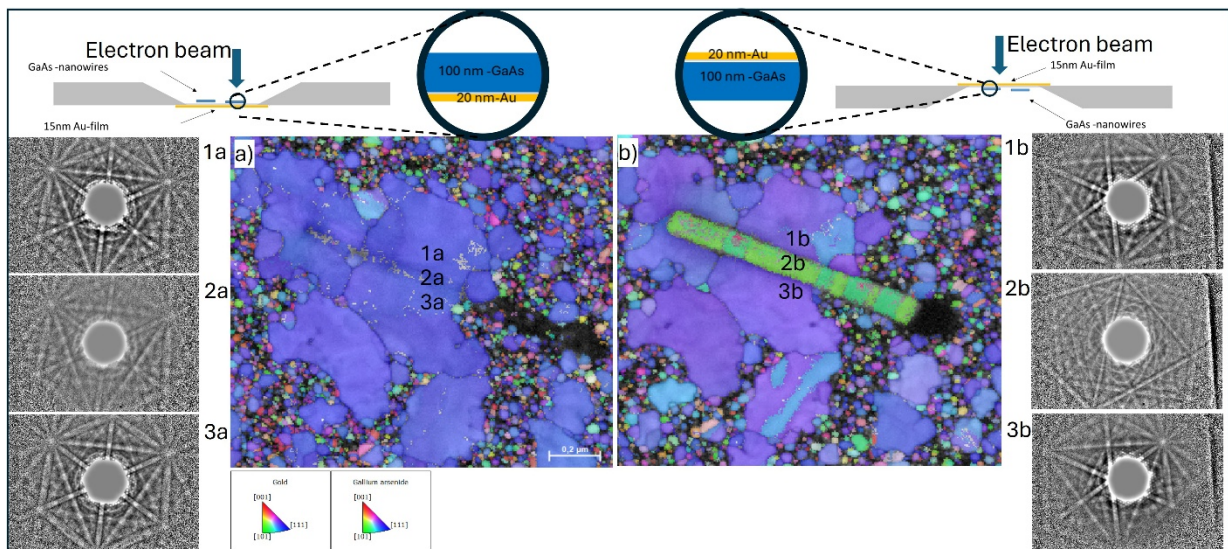 Electron beam
GaAs -nanowires
15nm Au-film
100 nm -GaAs
20 nm-Au
20 nm-Au
100 nm-GaAs
Electron beam
15nm Au-film
GaAs -nanowires
1a
2a
3a
a)
1a
2a
3a
0,2 µm
b)
1b
2b
3b
1b
2b
3b
Gold
[001]
[111]
[101]
Gallium arsenide
[001]
[111]
[101]